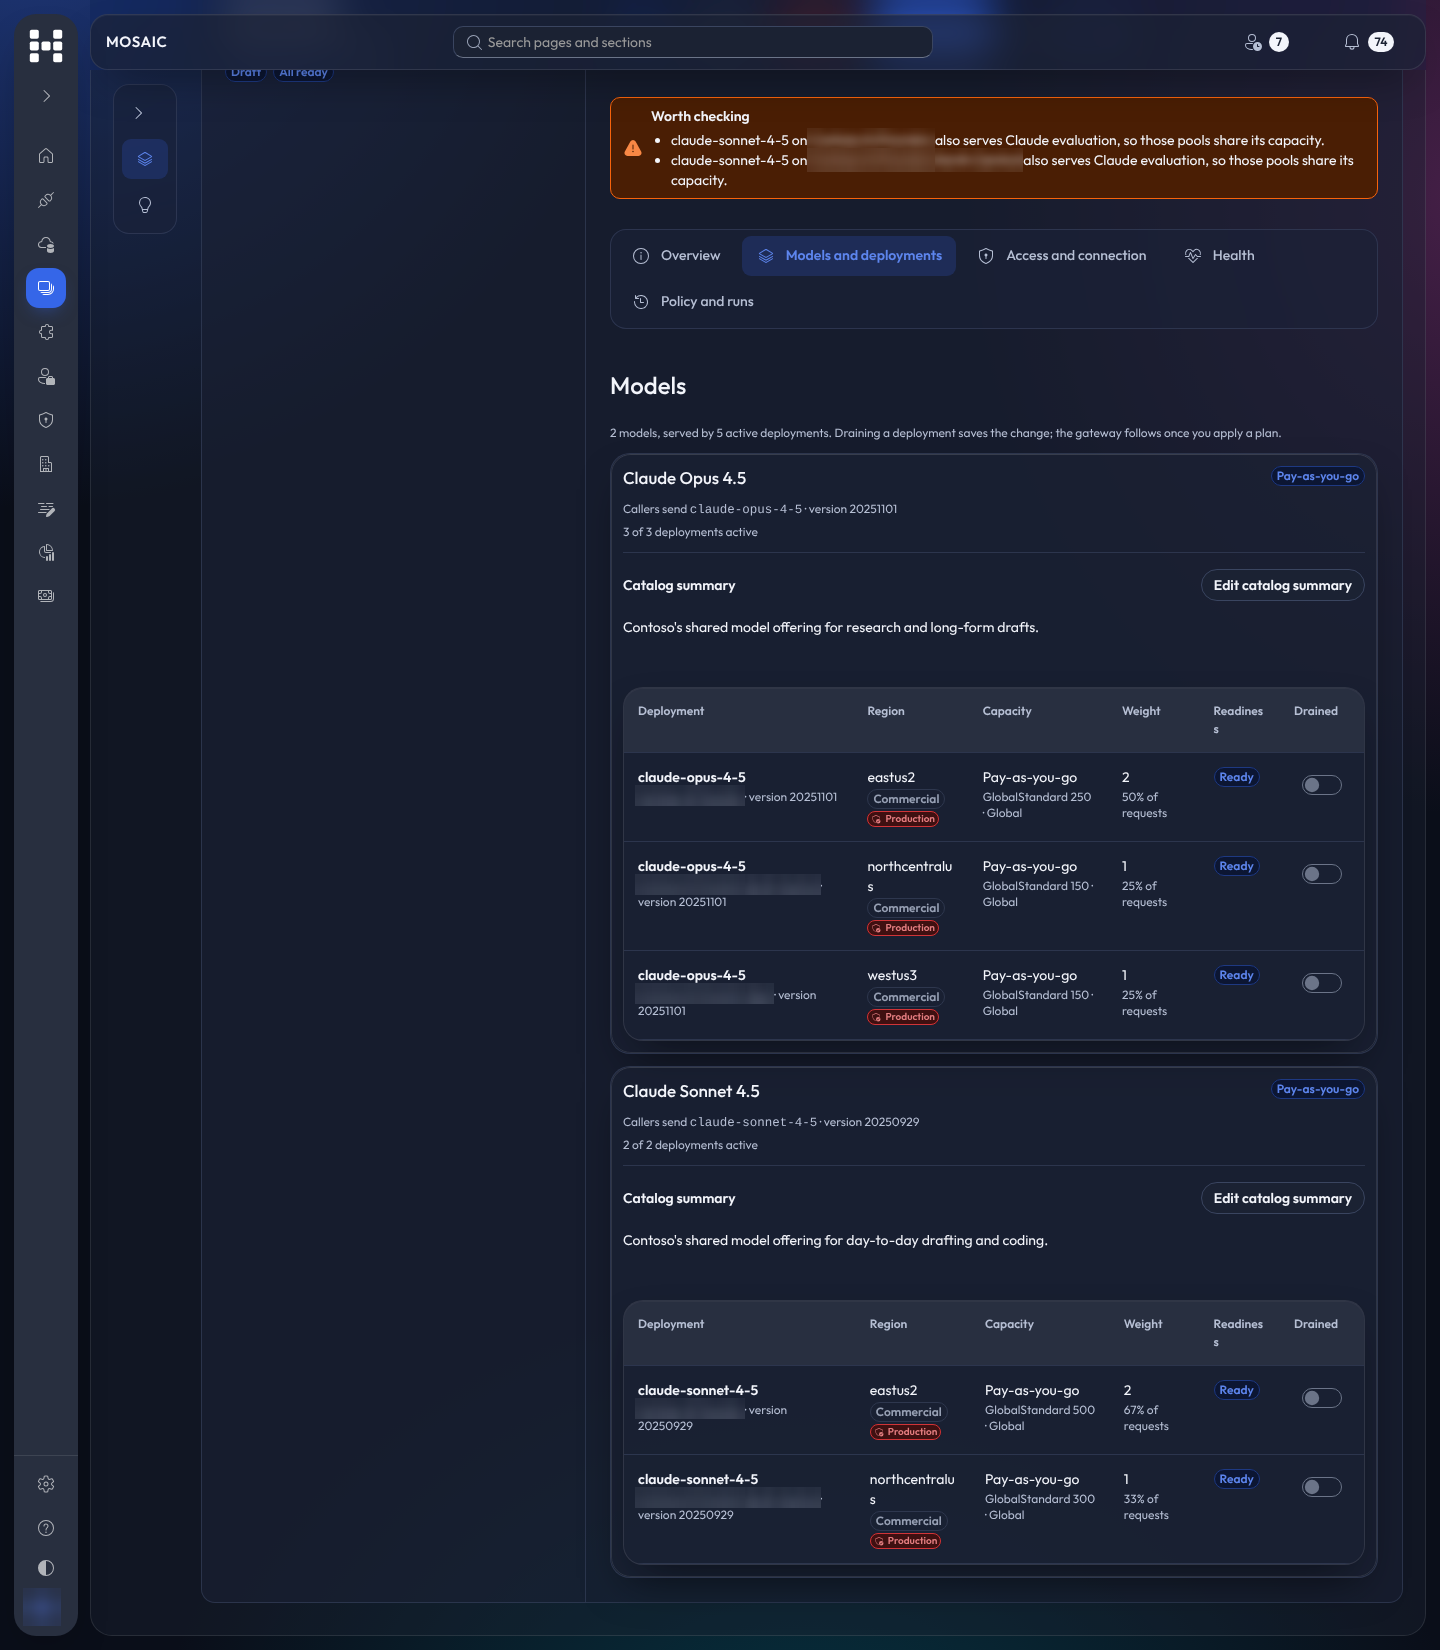 MOSAIC
Search pages and sections
7
74
Draft
All ready
Worth checking
claude-sonnet-4-5 on also serves Claude evaluation, so those pools share its capacity.
claude-sonnet-4-5 on also serves Claude evaluation, so those pools share its
capacity.
Overview
Models and deployments
Access and connection
Health
Policy and runs
Models
2 models, served by 5 active deployments. Draining a deployment saves the change; the gateway follows once you apply a plan.
Claude Opus 4.5
Pay-as-you-go
Callers send claude-opus-4-5 · version 20251101
3 of 3 deployments active
Catalog summary
Edit catalog summary
Contoso's shared model offering for research and long-form drafts.
Deployment
Region
Capacity
Weight
Readines
s
Drained
claude-opus-4-5
· version 20251101
eastus2
Commercial
Production
Pay-as-you-go
GlobalStandard 250
· Global
2
50% of
requests
Ready
claude-opus-4-5
·
version 20251101
northcentralu
s
Commercial
Production
Pay-as-you-go
GlobalStandard 150 ·
Global
1
25% of
requests
Ready
claude-opus-4-5
· version
20251101
westus3
Commercial
Production
Pay-as-you-go
GlobalStandard 150 ·
Global
1
25% of
requests
Ready
Claude Sonnet 4.5
Pay-as-you-go
Callers send claude-sonnet-4-5 · version 20250929
2 of 2 deployments active
Catalog summary
Edit catalog summary
Contoso's shared model offering for day-to-day drafting and coding.
Deployment
Region
Capacity
Weight
Readines
s
Drained
claude-sonnet-4-5
· version
20250929
eastus2
Commercial
Production
Pay-as-you-go
GlobalStandard 500
· Global
2
67% of
requests
Ready
claude-sonnet-4-5
·
version 20250929
northcentralu
s
Commercial
Production
Pay-as-you-go
GlobalStandard 300
· Global
1
33% of
requests
Ready